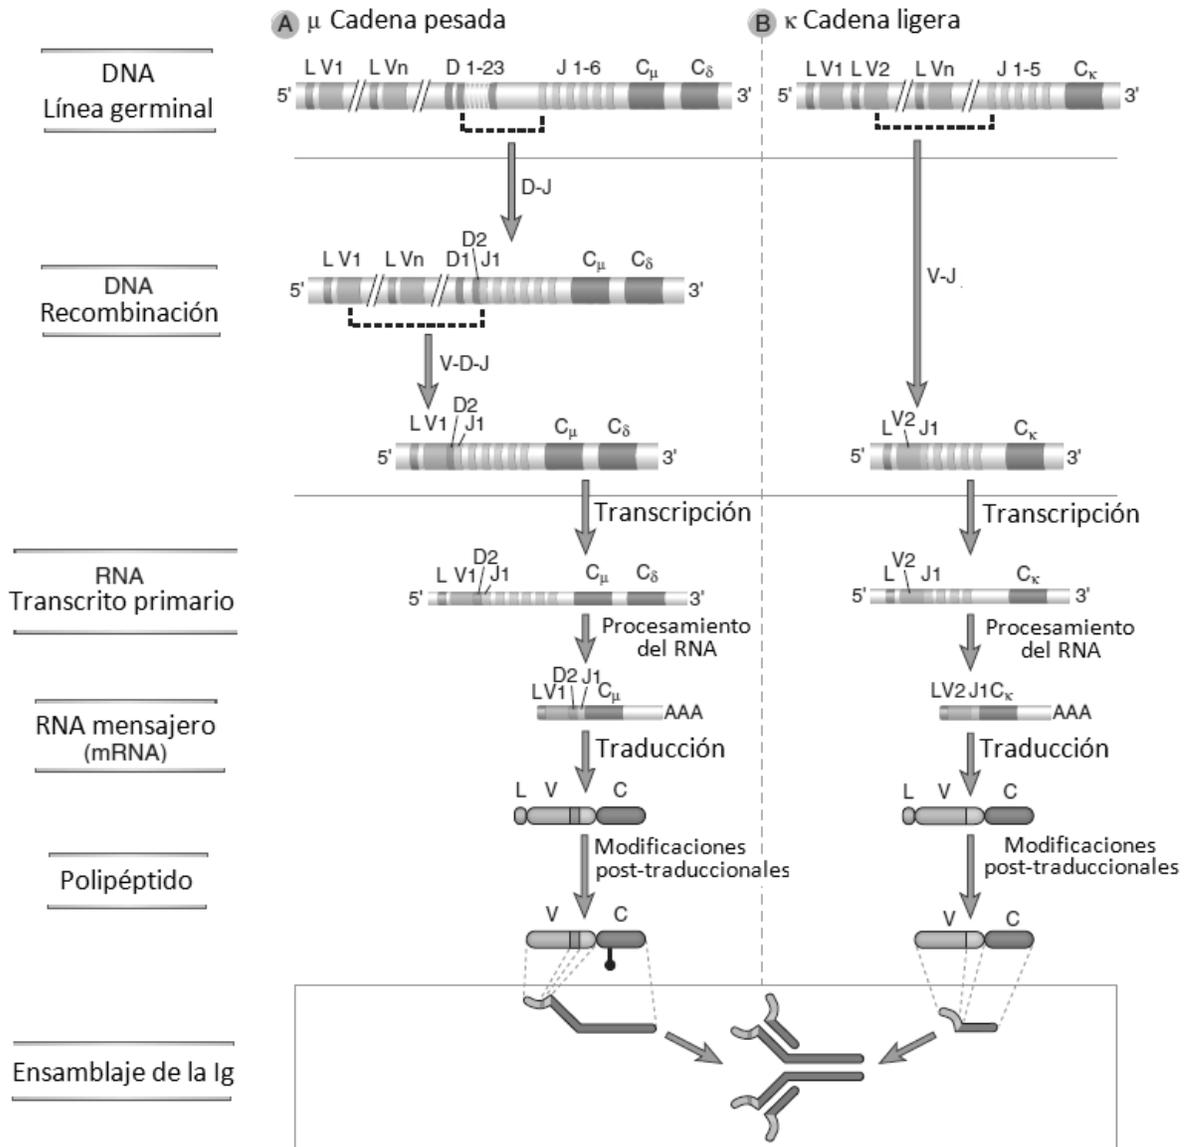 A μ Cadena pesada
B κ Cadena ligera
DNA
Línea germinal
L V1 L Vn D 1-23 J 1-6 Cμ Cδ
5' 3'
L V1 L V2 L Vn J 1-5 Cκ
5' 3'
D-J
DNA
Recombinación
D2
L V1 L Vn D1 J1 Cμ Cδ
5' 3'
V-J
V-D-J
D2
L V1 J1 Cμ Cδ
5' 3'
V2
L J1 Cκ
5' 3'
Transcripción
Transcripción
RNA
Transcrito primario
D2
L V1 J1 Cμ Cδ
5' 3'
V2
L J1 Cκ
5' 3'
Procesamiento
del RNA
Procesamiento
del RNA
RNA mensajero
(mRNA)
D2 J1
LV1 Cμ
AAA
LV2 J1Cκ
AAA
Traducción
Traducción
L V C
L V C
Polipéptido
Modificaciones
post-traduccionales
Modificaciones
post-traduccionales
V C
V C
Ensamblaje de la Ig